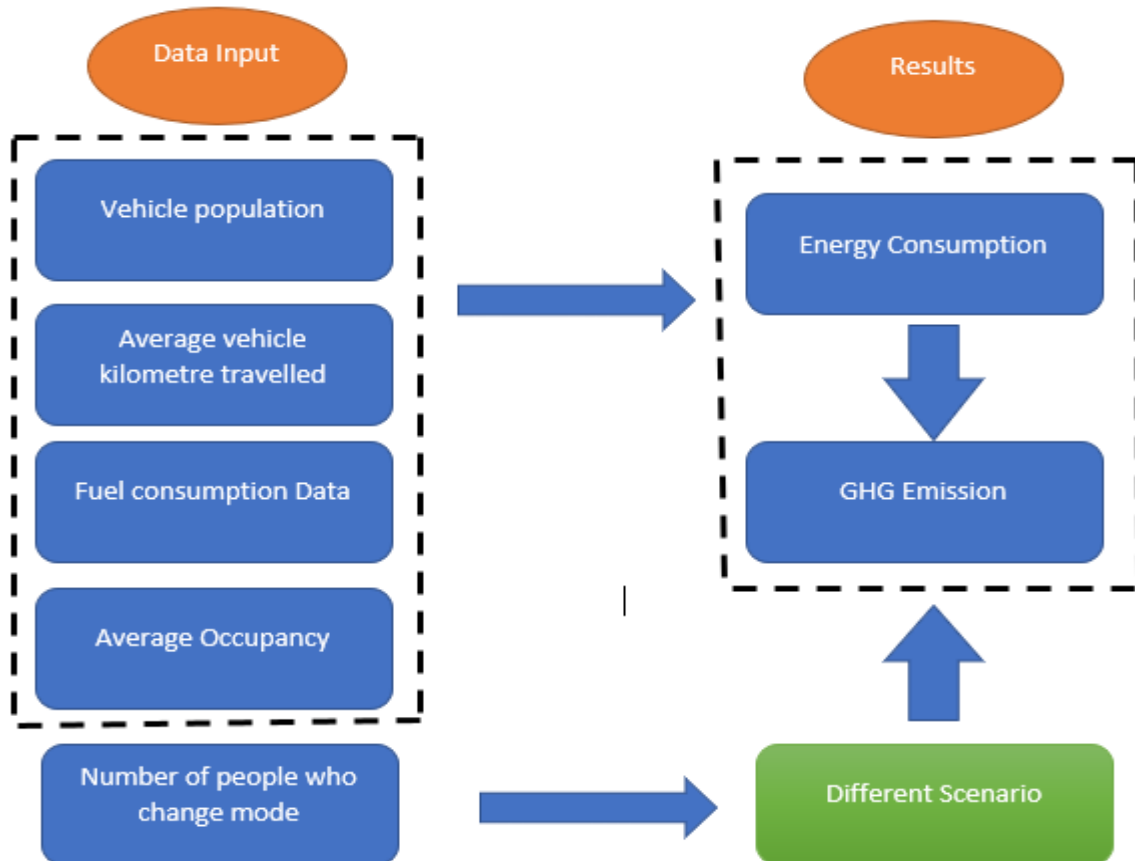 Data Input
Results
Vehicle population
Energy Consumption
Average vehicle
kilometre travelled
Fuel consumption Data
GHG Emission
Average Occupancy
Number of people who
change mode
Different Scenario